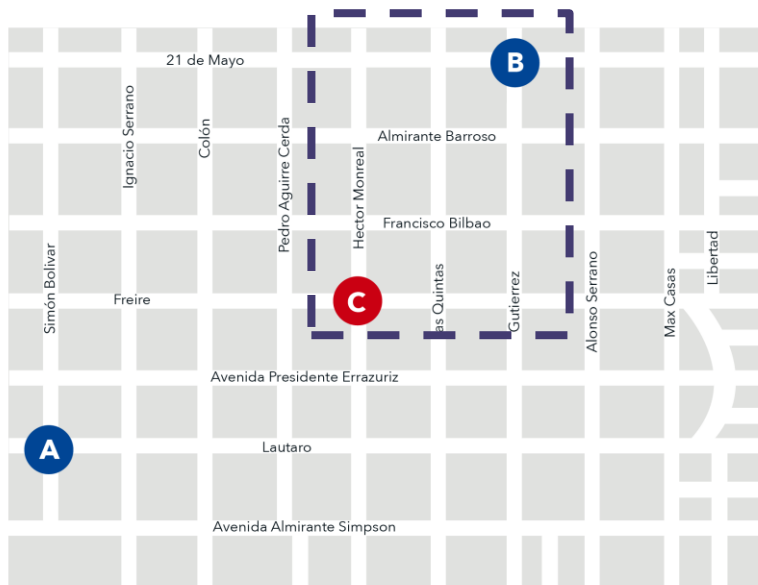 21 de Mayo
B
Ignacio Serrano
Colón
Pedro Aguirre Cerda
Almirante Barroso
Hector Monreal
Francisco Bilbao
Simón Bolivar
Freire
C
as Quintas
Gutierrez
Alonso Serrano
Max Casas
Libertad
Avenida Presidente Errazuriz
A
Lautaro
Avenida Almirante Simpson